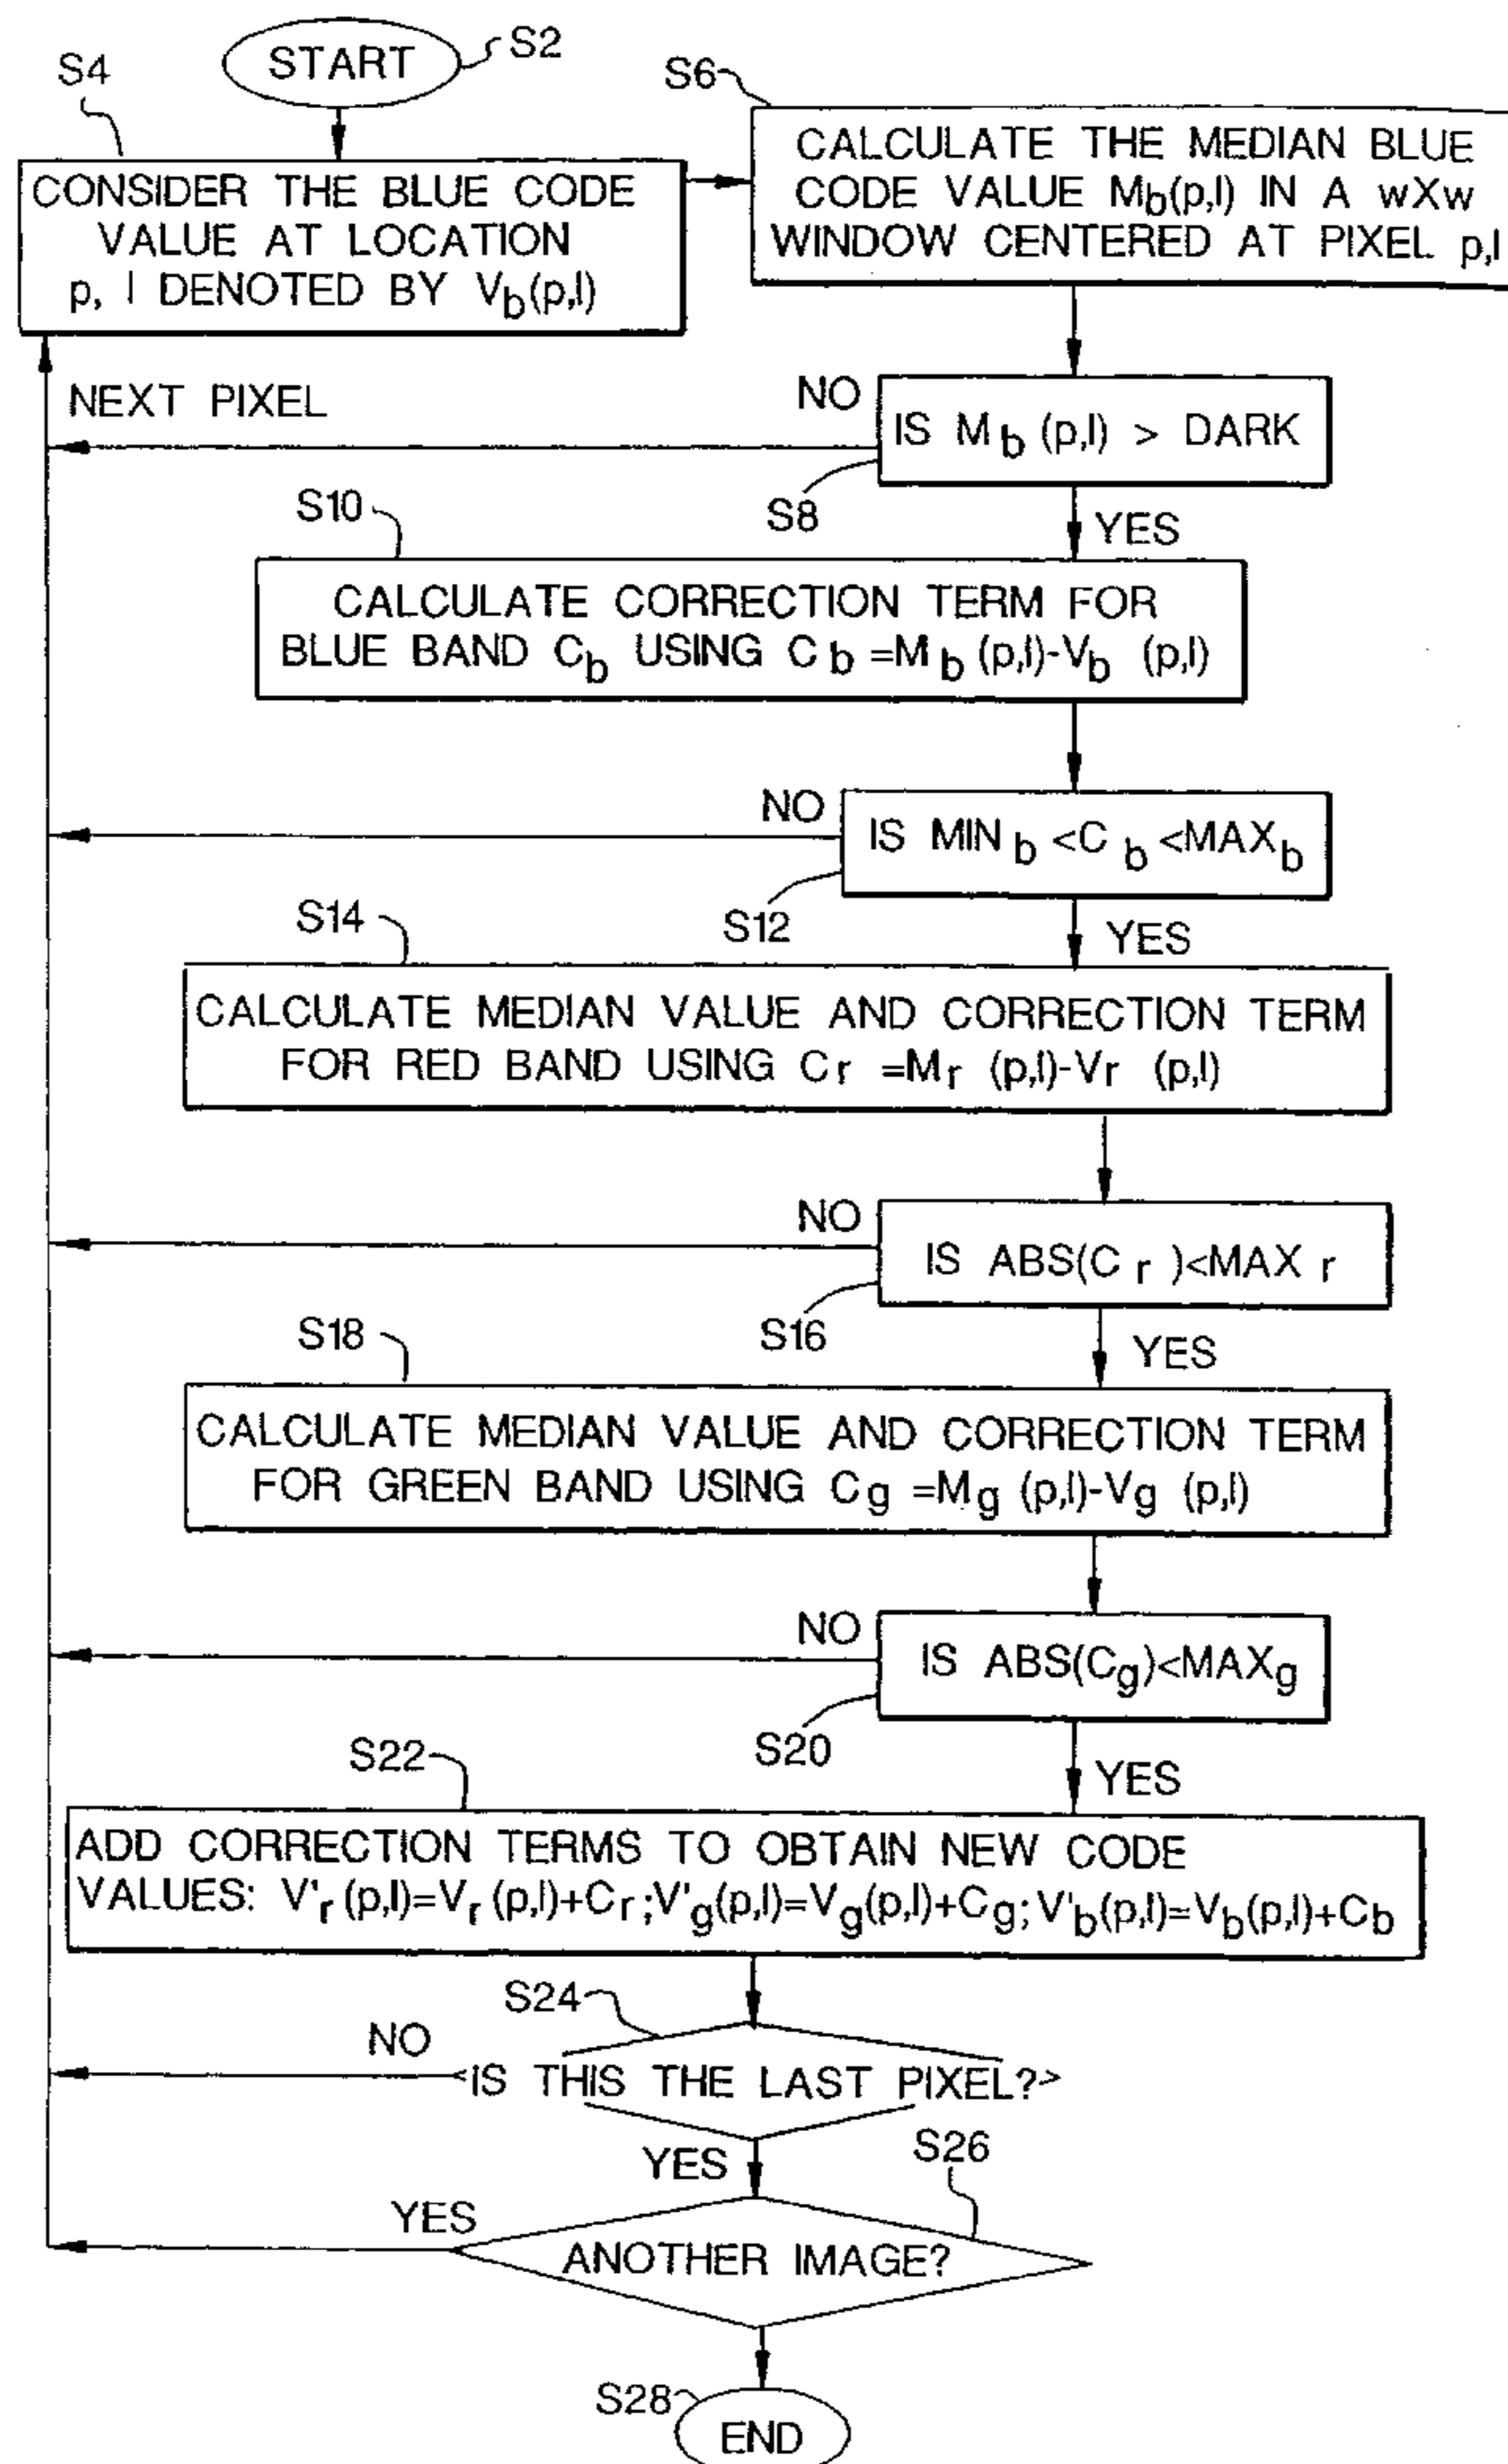 START
S2
S4
CONSIDER THE BLUE CODE
VALUE AT LOCATION
p, l DENOTED BY Vb(p,l)
S6
CALCULATE THE MEDIAN BLUE
CODE VALUE Mb(p,l) IN A wXw
WINDOW CENTERED AT PIXEL p,l
NEXT PIXEL
NO
IS Mb (p,l) > DARK
S8
YES
S10
CALCULATE CORRECTION TERM FOR
BLUE BAND Cb USING Cb =Mb (p,l)-Vb (p,l)
NO
IS MINb <Cb <MAXb
S12
YES
S14
CALCULATE MEDIAN VALUE AND CORRECTION TERM
FOR RED BAND USING Cr =Mr (p,l)-Vr (p,l)
NO
IS ABS(Cr )<MAXr
S16
YES
S18
CALCULATE MEDIAN VALUE AND CORRECTION TERM
FOR GREEN BAND USING Cg =Mg (p,l)-Vg (p,l)
NO
IS ABS(Cg)<MAXg
S20
YES
S22
ADD CORRECTION TERMS TO OBTAIN NEW CODE
VALUES: V'r (p,l)=Vr (p,l)+Cr ;V'g(p,l)=Vg(p,l)+Cg; V'b(p,l)=Vb(p,l)+Cb
S24
NO
IS THIS THE LAST PIXEL?
YES
S26
YES
ANOTHER IMAGE?
S28
END